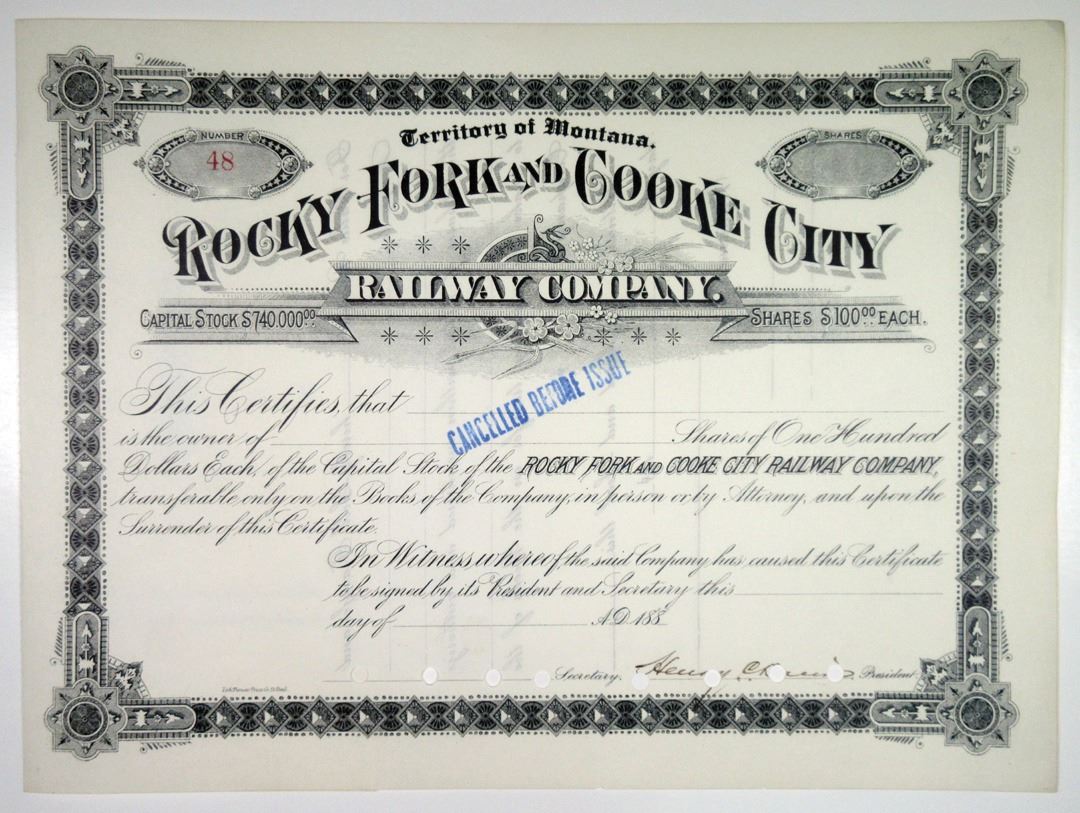 Territory of Montana.
NUMBER
48
SHARES
ROCKY FORK AND COOKE CITY
RAILWAY COMPANY.
CAPITAL STOCK $740.000⁰⁰
SHARES $100⁰⁰ EACH.
CANCELLED BEFORE ISSUE
This Certifies, that
is the owner of Shares of One Hundred
Dollars Each, of the Capital Stock of the ROCKY FORK AND COOKE CITY RAILWAY COMPANY,
transferable only on the Books of the Company, in person or by Attorney, and upon the
Surrender of this Certificate.
In Witness whereof, the said Company has caused this Certificate
to be signed by its President and Secretary this
day of A.D. 188
Secretary. Henry C. President